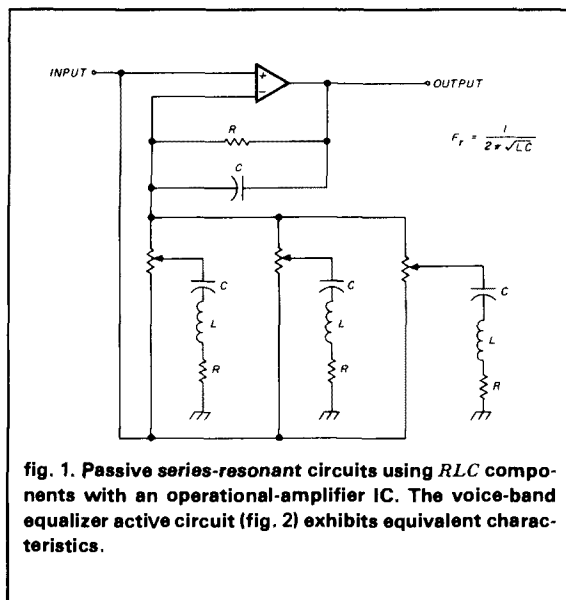 INPUT
+
−
OUTPUT
R
F_r = 1 / 2π√LC
C
C
C
C
L
L
L
R
R
R
fig. 1. Passive series-resonant circuits using RLC compo-
nents with an operational-amplifier IC. The voice-band
equalizer active circuit (fig. 2) exhibits equivalent charac-
teristics.